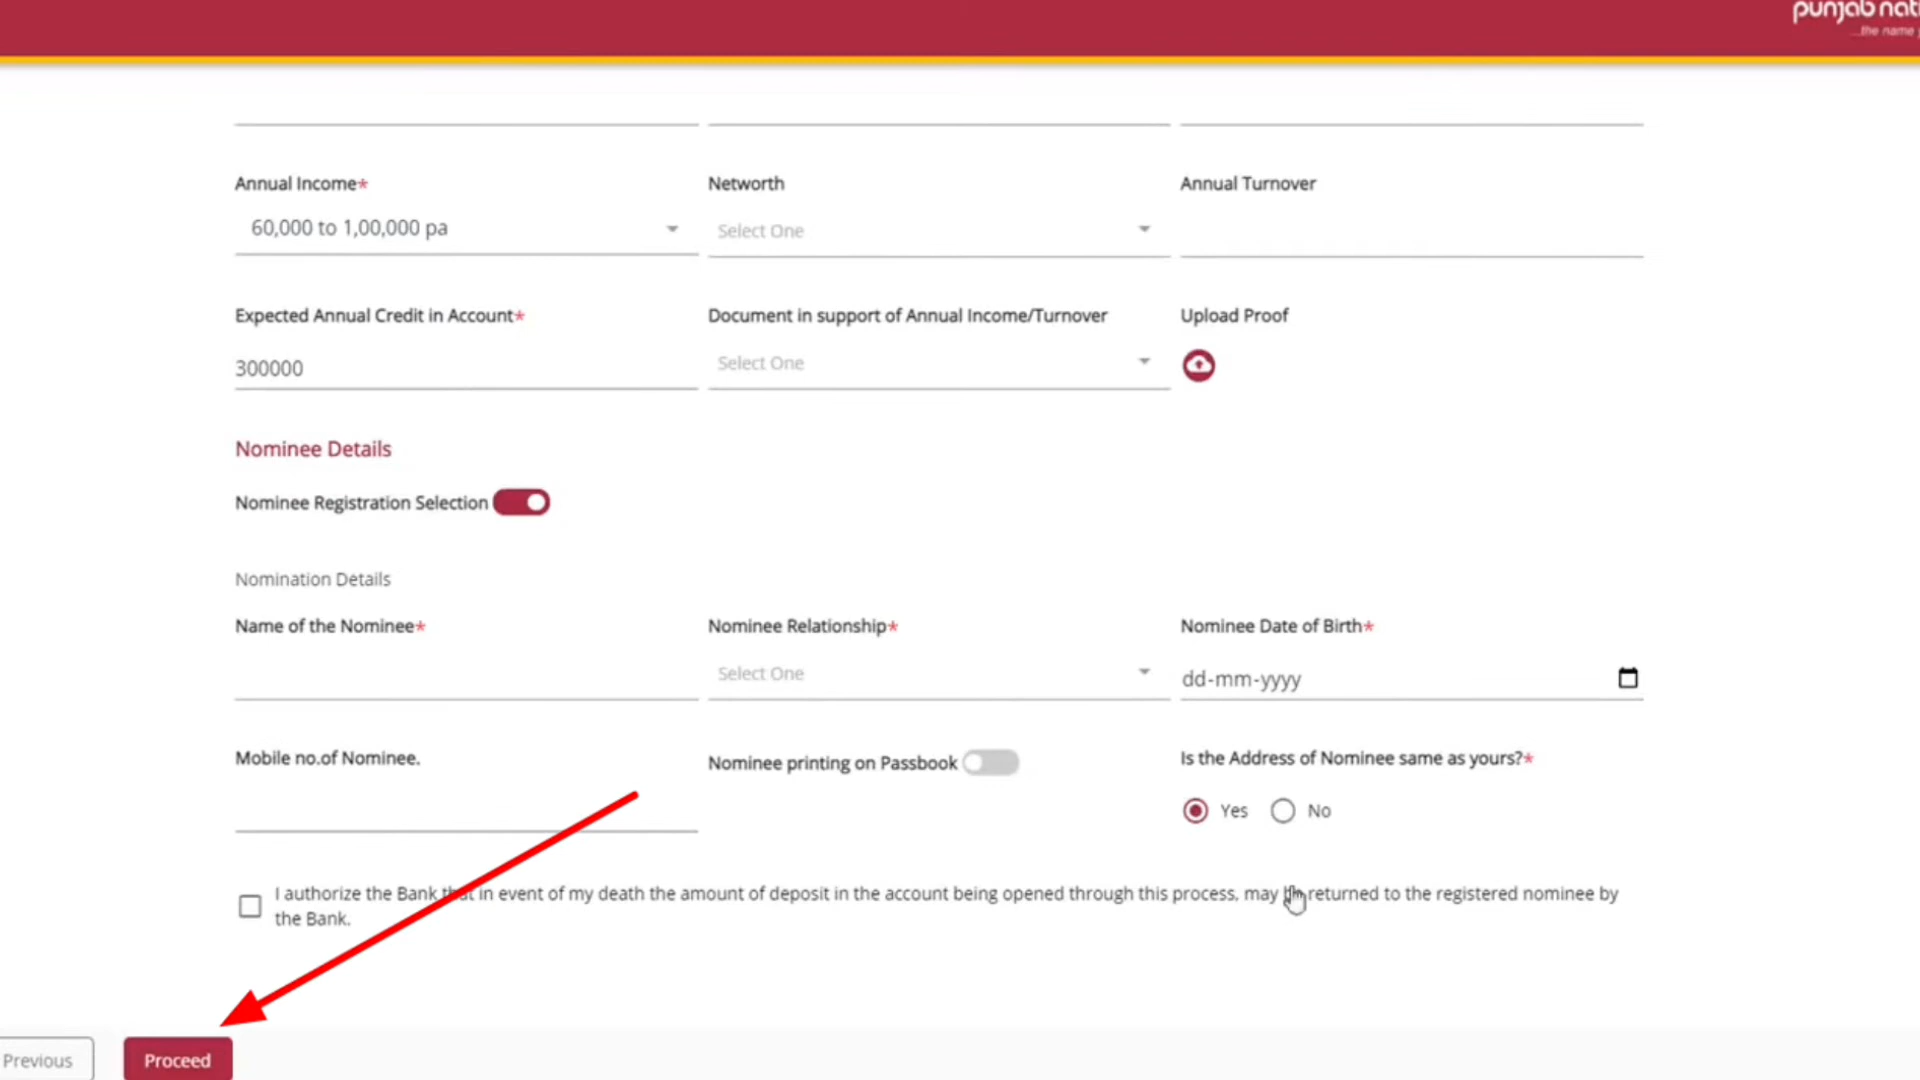 punjab nati
...the name y
Annual Income* Networth Annual Turnover
60,000 to 1,00,000 pa Select One
Expected Annual Credit in Account* Document in support of Annual Income/Turnover Upload Proof
300000 Select One
Nominee Details
Nominee Registration Selection
Nomination Details
Name of the Nominee* Nominee Relationship* Nominee Date of Birth*
Select One dd-mm-yyyy
Mobile no.of Nominee. Nominee printing on Passbook Is the Address of Nominee same as yours?*
Yes No
I authorize the Bank that in event of my death the amount of deposit in the account being opened through this process, may be returned to the registered nominee by
the Bank.
Previous Proceed